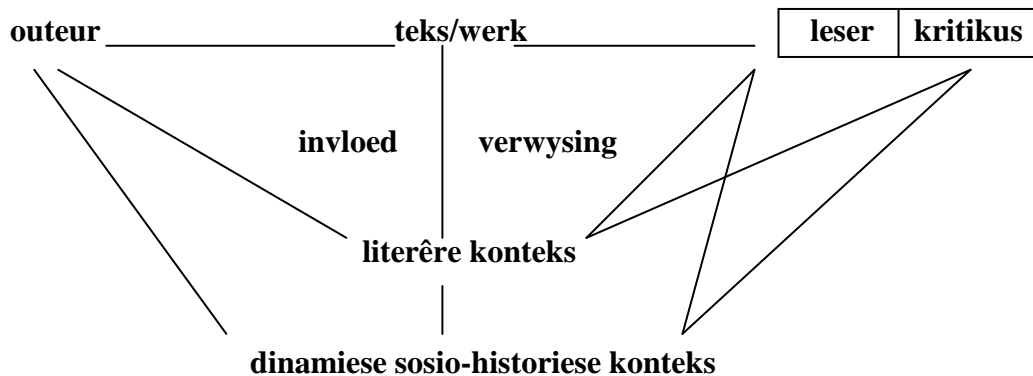 outeur teks/werk leser kritikus
invloed verwysing
literêre konteks
dinamiese sosio-historiese konteks